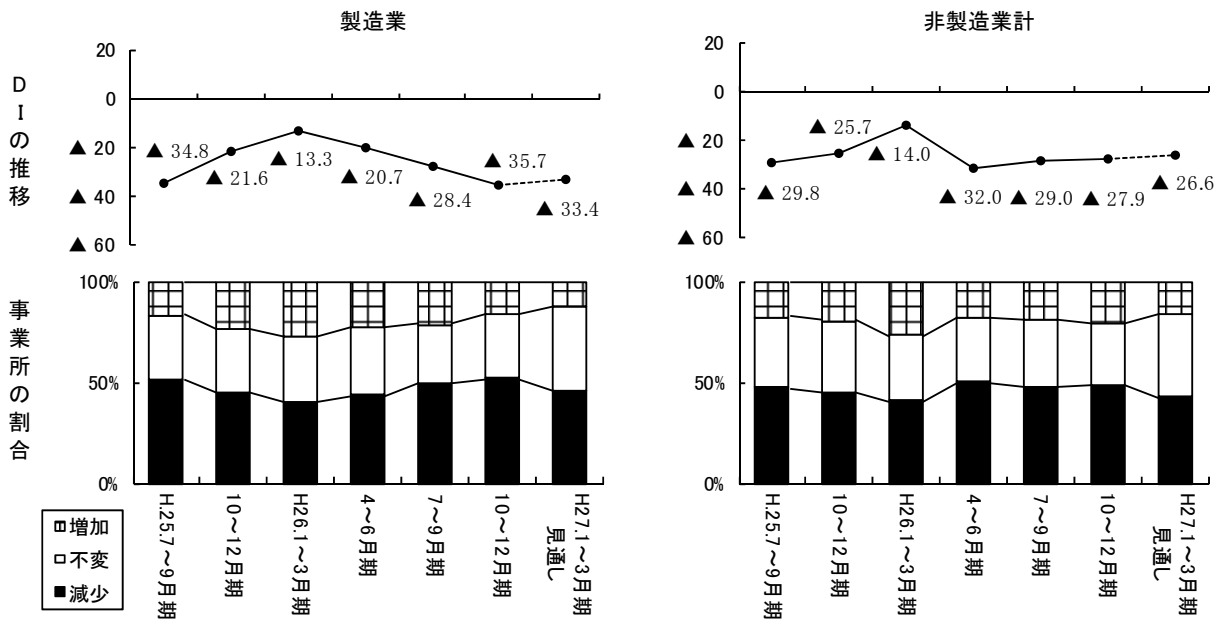 製造業
DIの推移
20
0
▲ 20
▲ 40
▲ 60
▲ 34.8
▲ 21.6
▲ 13.3
▲ 20.7
▲ 28.4
▲ 35.7
▲ 33.4
非製造業計
20
0
▲ 20
▲ 40
▲ 60
▲ 29.8
▲ 25.7
▲ 14.0
▲ 32.0
▲ 29.0
▲ 27.9
▲ 26.6
事業所の割合
100%
50%
0%
H.25.7～9月期
10～12月期
H26.1～3月期
4～6月期
7～9月期
10～12月期
H27.1～3月期
見通し
100%
50%
0%
H.25.7～9月期
10～12月期
H26.1～3月期
4～6月期
7～9月期
10～12月期
H27.1～3月期
見通し
増加
不変
減少